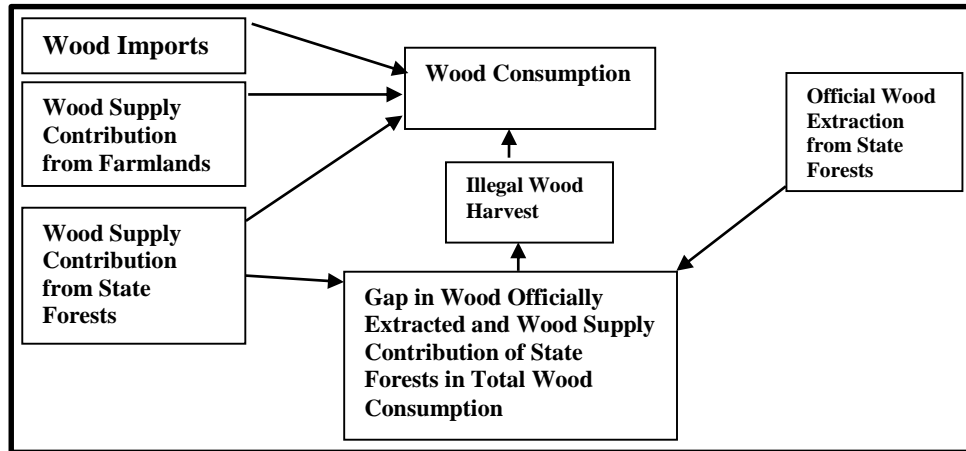 Wood Imports
Wood Supply
Contribution
from Farmlands
Wood Supply
Contribution
from State
Forests
Wood Consumption
Illegal Wood
Harvest
Gap in Wood Officially
Extracted and Wood Supply
Contribution of State
Forests in Total Wood
Consumption
Official Wood
Extraction
from State
Forests